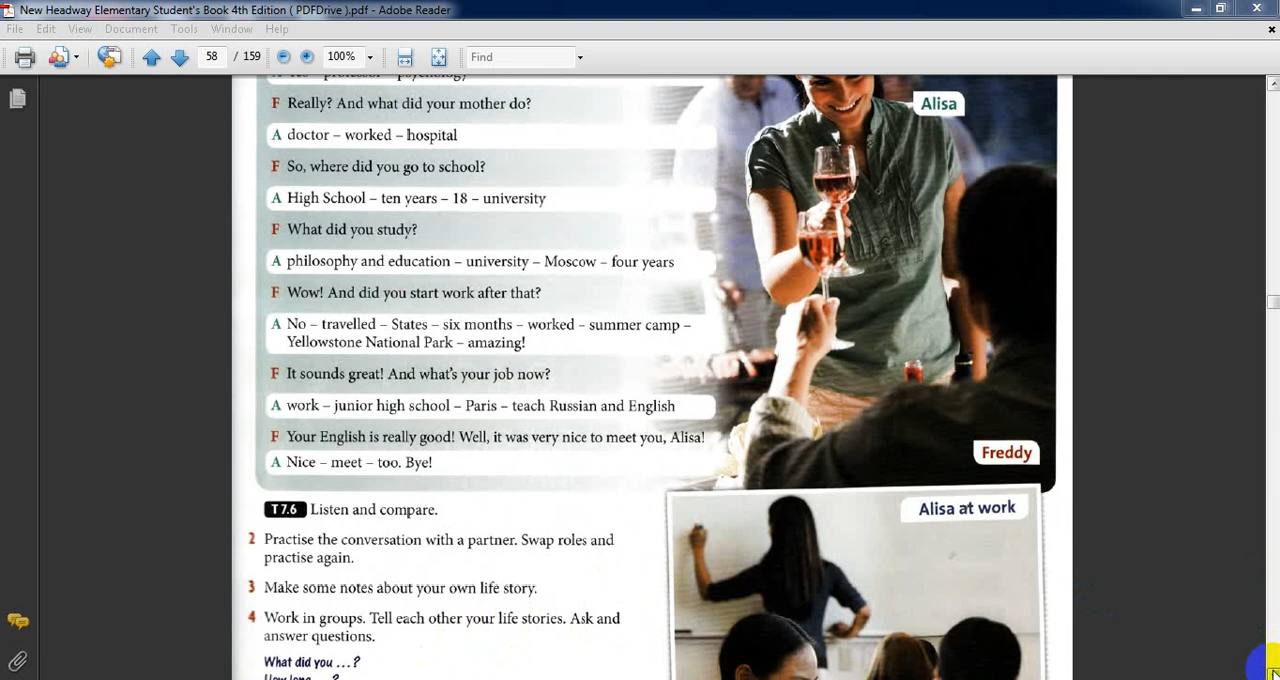 New Headway Elementary Student's Book 4th Edition ( PDFDrive ).pdf - Adobe Reader
File Edit View Document Tools Window Help
58 / 159 100% Find
professor – psychology
F Really? And what did your mother do?
Alisa
A doctor – worked – hospital
F So, where did you go to school?
A High School – ten years – 18 – university
F What did you study?
A philosophy and education – university – Moscow – four years
F Wow! And did you start work after that?
A No – travelled – States – six months – worked – summer camp –
Yellowstone National Park – amazing!
F It sounds great! And what's your job now?
A work – junior high school – Paris – teach Russian and English
F Your English is really good! Well, it was very nice to meet you, Alisa!
Freddy
A Nice – meet – too. Bye!
T 7.6 Listen and compare.
Alisa at work
2 Practise the conversation with a partner. Swap roles and
practise again.
3 Make some notes about your own life story.
4 Work in groups. Tell each other your life stories. Ask and
answer questions.
What did you ...?
How long ... ?